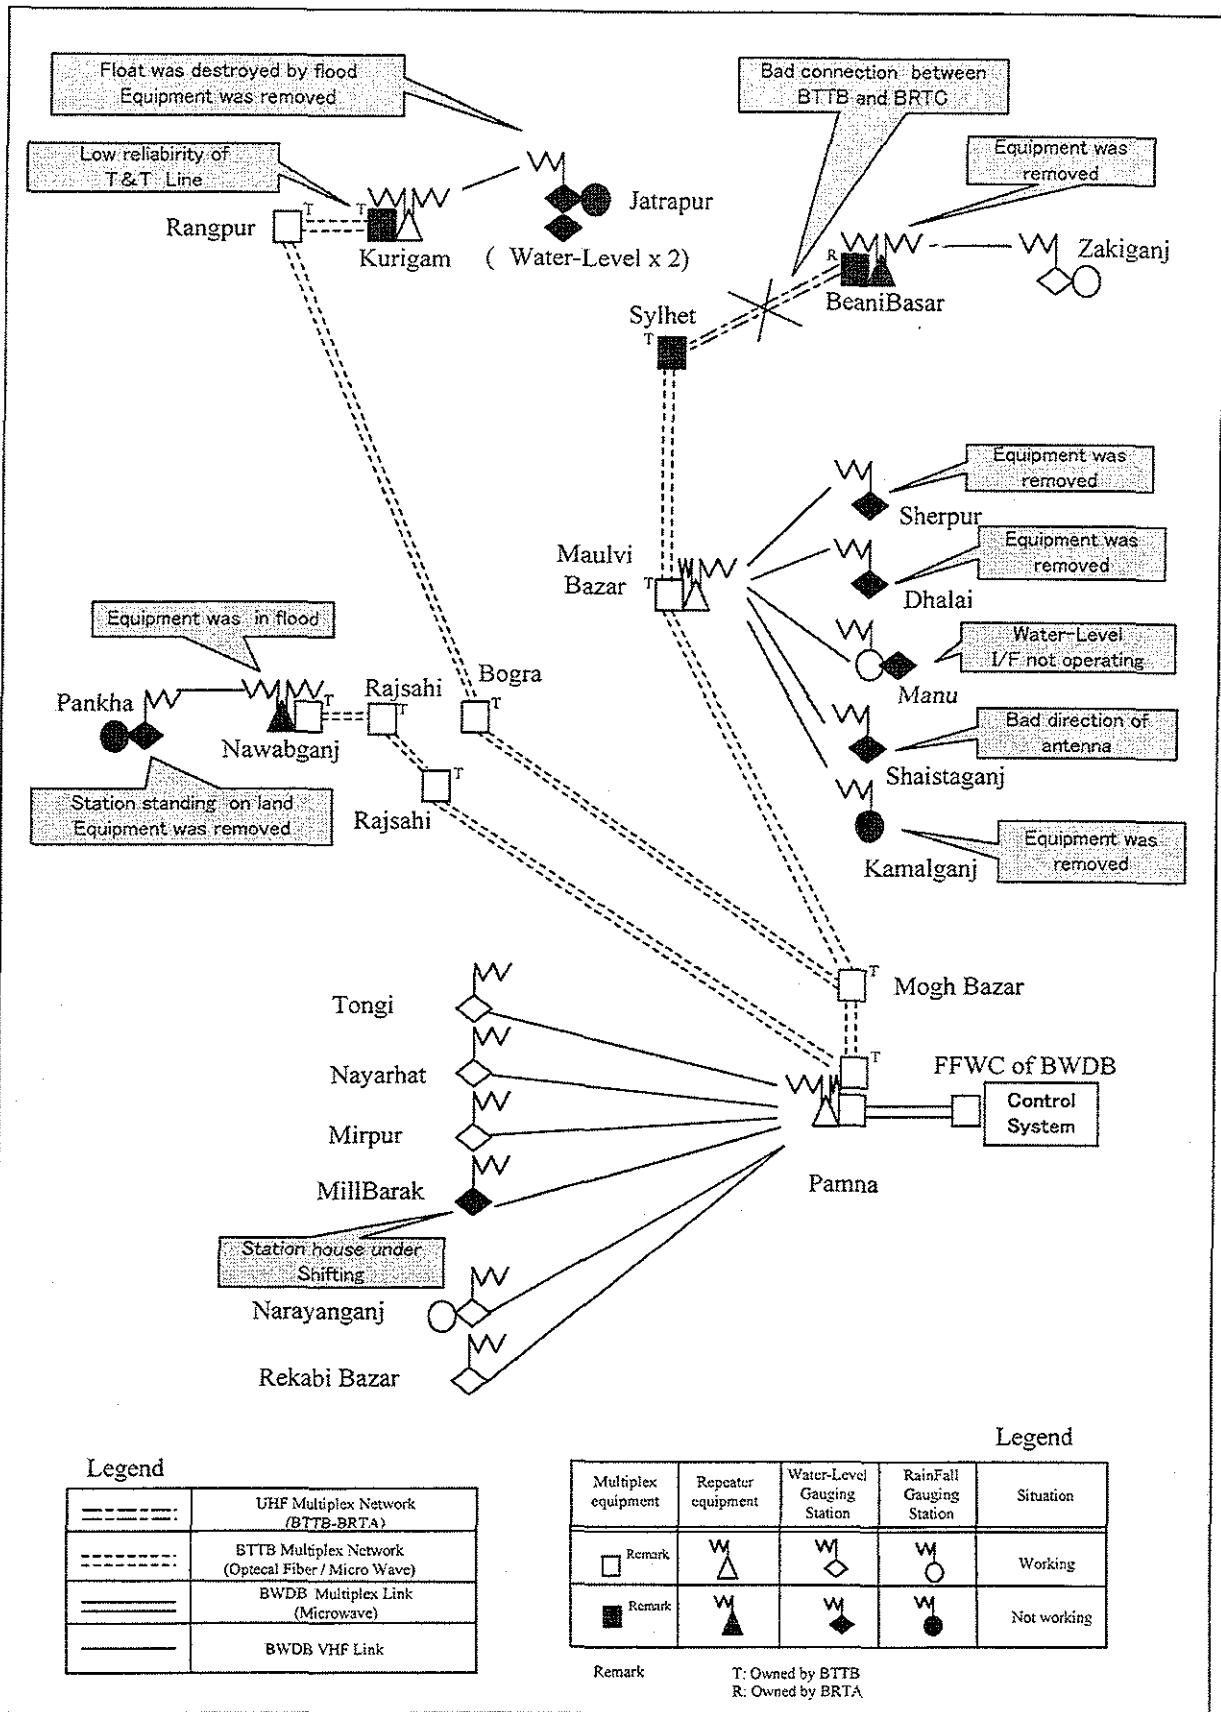 Float was destroyed by flood
Equipment was removed
Bad connection between
BTTB and BRTC
Low reliabirity of
T&T Line
Equipment was
removed
T
T
Rangpur
Kurigam
Jatrapur
( Water-Level x 2)
R
Zakiganj
BeaniBasar
Sylhet
T
Equipment was
removed
Sherpur
Maulvi
Bazar
T
Equipment was
removed
Dhalai
Water-Level
I/F not operating
Manu
Equipment was in flood
Pankha
Nawabganj
T
Rajsahi
T
Bogra
T
Bad direction of
antenna
Shaistaganj
Station standing on land
Equipment was removed
T
Rajsahi
Kamalganj
Equipment was
removed
Tongi
T
Mogh Bazar
Nayarhat
T
FFWC of BWDB
Control
System
Mirpur
MillBarak
Pamna
Station house under
Shifting
Narayanganj
Rekabi Bazar
Legend
UHF Multiplex Network
(BTTB-BRTA)
BTTB Multiplex Network
(Optecal Fiber / Micro Wave)
BWDB Multiplex Link
(Microwave)
BWDB VHF Link
Legend
Multiplex
equipment
Repeater
equipment
Water-Level
Gauging
Station
RainFall
Gauging
Station
Situation
Remark
Working
Remark
Not working
Remark
T: Owned by BTTB
R: Owned by BRTA